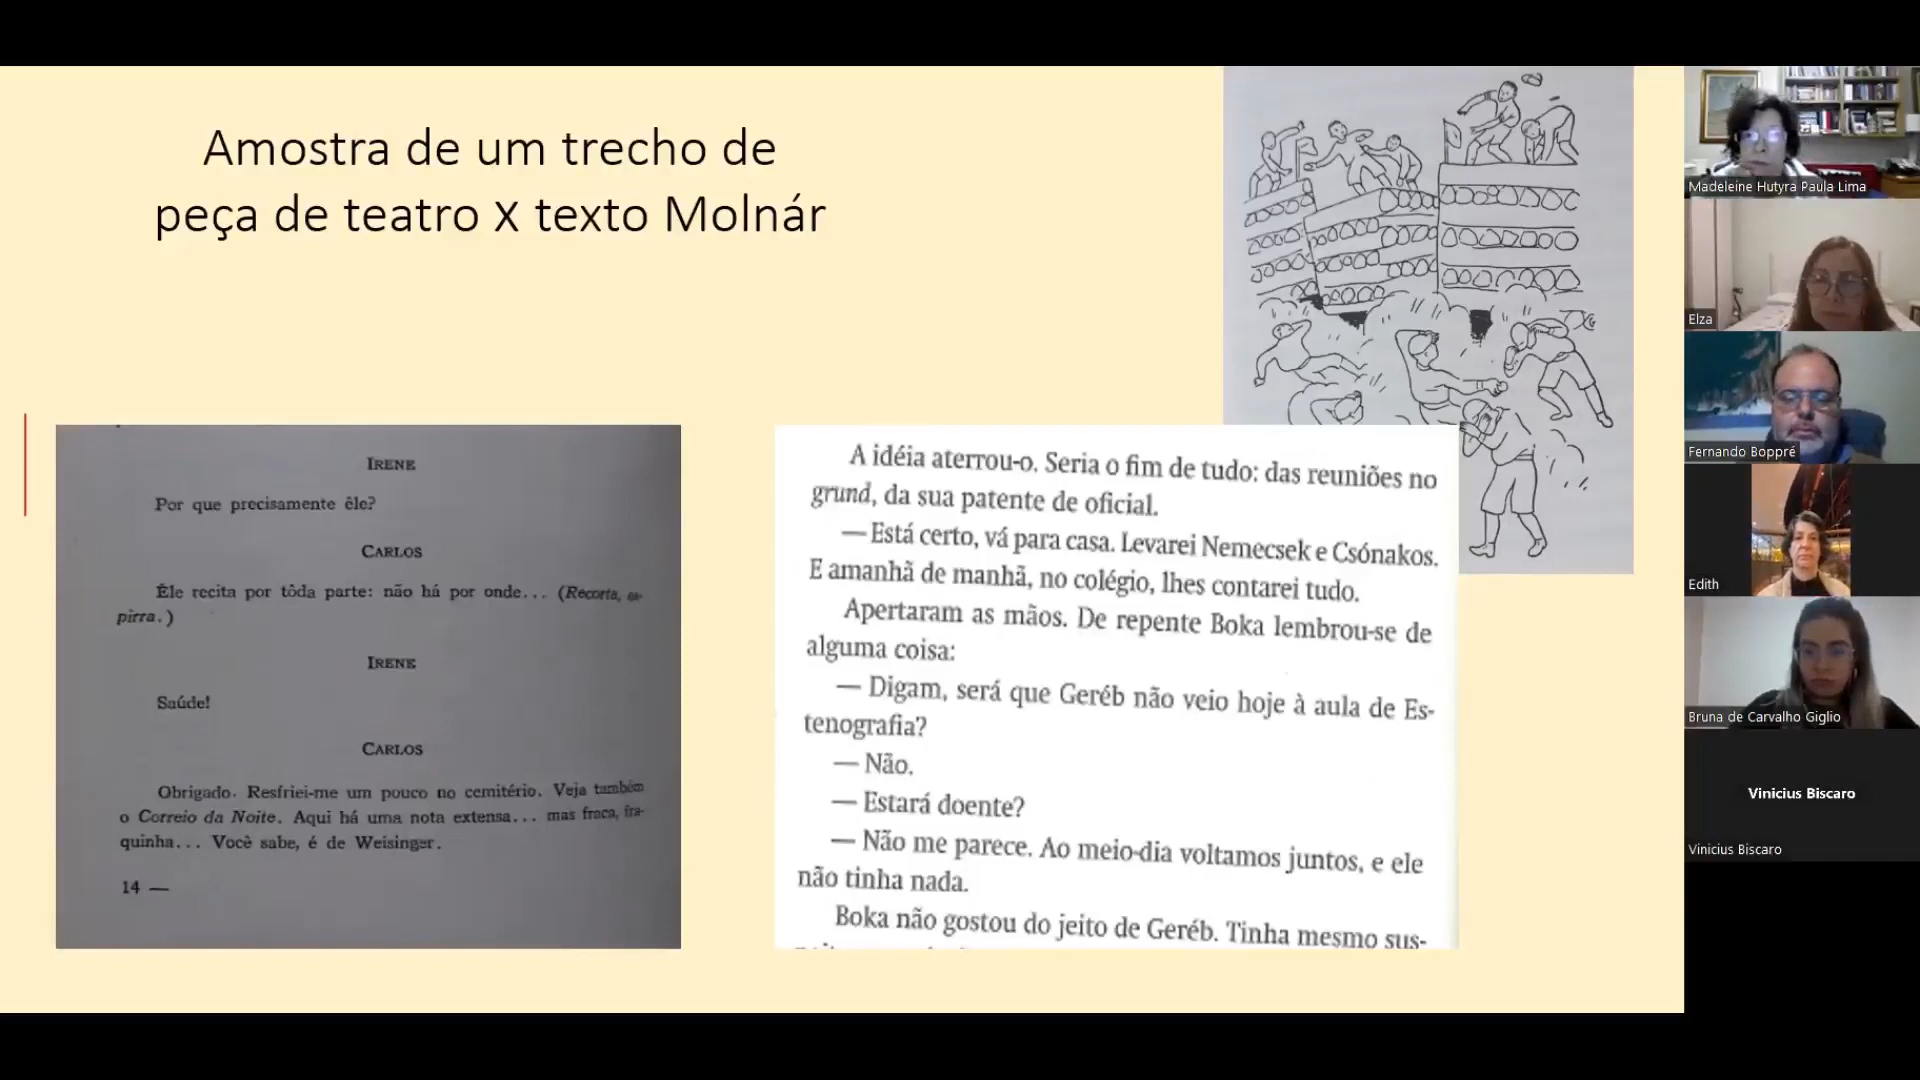 Amostra de um trecho de
peça de teatro X texto Molnár
IRENE
Por que precisamente êle?
CARLOS
Êle recita por tôda parte: não há por onde... (Recorta, es-
pirra.)
IRENE
Saúde!
CARLOS
Obrigado. Resfriei-me um pouco no cemitério. Veja também
o Correio da Noite. Aqui há uma nota extensa... mas fraca, fra-
quinha... Você sabe, é de Weisinger.
14 —
A idéia aterrou-o. Seria o fim de tudo: das reuniões no
grund, da sua patente de oficial.
— Está certo, vá para casa. Levarei Nemecsek e Csónakos.
E amanhã de manhã, no colégio, lhes contarei tudo.
Apertaram as mãos. De repente Boka lembrou-se de
alguma coisa:
— Digam, será que Geréb não veio hoje à aula de Es-
tenografia?
— Não.
— Estará doente?
— Não me parece. Ao meio-dia voltamos juntos, e ele
não tinha nada.
Boka não gostou do jeito de Geréb. Tinha mesmo sus-
Madeleine Hutyra Paula Lima
Elza
Fernando Boppré
Edith
Bruna de Carvalho Giglio
Vinicius Biscaro
Vinicius Biscaro